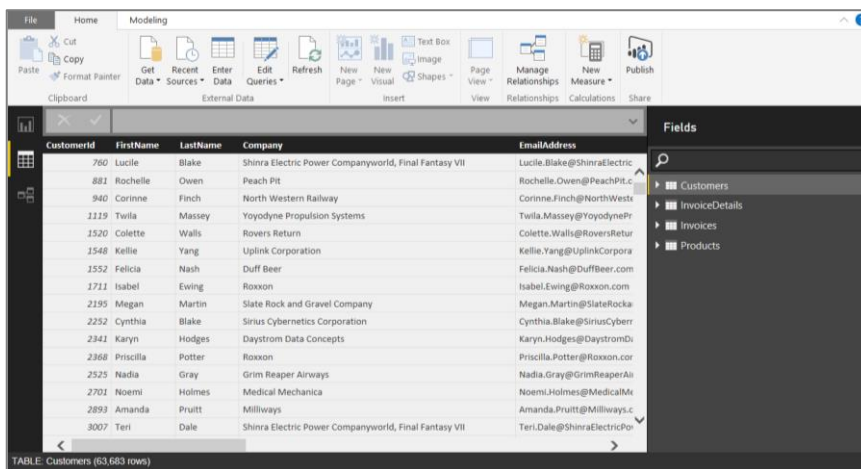 File Home Modeling
Cut
Copy
Format Painter
Paste
Get Data
Recent Sources
Enter Data
Edit Queries
Refresh
New Page
New Visual
Text Box
Image
Shapes
Page View
Manage Relationships
New Measure
Publish
Clipboard External Data Insert View Relationships Calculations Share
Fields
CustomerId FirstName LastName Company EmailAddress
760 Lucile Blake Shinra Electric Power Companyworld, Final Fantasy VII Lucile.Blake@ShinraElectric
881 Rochelle Owen Peach Pit Rochelle.Owen@PeachPit.c
940 Corinne Finch North Western Railway Corinne.Finch@NorthWeste
1119 Twila Massey Yoyodyne Propulsion Systems Twila.Massey@YoyodynePr
1520 Colette Walls Rovers Return Colette.Walls@RoversRetur
1548 Kellie Yang Uplink Corporation Kellie.Yang@UplinkCorpora
1552 Felicia Nash Duff Beer Felicia.Nash@DuffBeer.com
1711 Isabel Ewing Roxxon Isabel.Ewing@Roxxon.com
2195 Megan Martin Slate Rock and Gravel Company Megan.Martin@SlateRocka
2252 Cynthia Blake Sirius Cybernetics Corporation Cynthia.Blake@SiriusCybern
2341 Karyn Hodges Daystrom Data Concepts Karyn.Hodges@DaystromDa
2368 Priscilla Potter Roxxon Priscilla.Potter@Roxxon.cor
2525 Nadia Gray Grim Reaper Airways Nadia.Gray@GrimReaperAir
2701 Noemi Holmes Medical Mechanica Noemi.Holmes@MedicalMe
2893 Amanda Pruitt Milliways Amanda.Pruitt@Milliways.c
3007 Teri Dale Shinra Electric Power Companyworld, Final Fantasy VII Teri.Dale@ShinraElectricPov
Customers
InvoiceDetails
Invoices
Products
TABLE: Customers (63,683 rows)